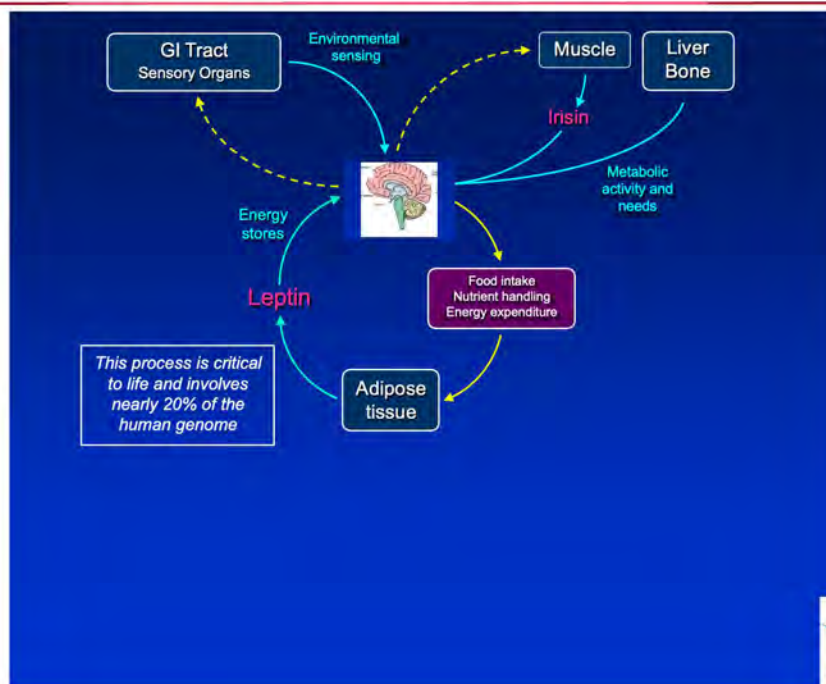 GI Tract
Sensory Organs
Environmental
sensing
Muscle
Liver
Bone
Irisin
Metabolic
activity and
needs
Energy
stores
Leptin
Food intake
Nutrient handling
Energy expenditure
This process is critical
to life and involves
nearly 20% of the
human genome
Adipose
tissue